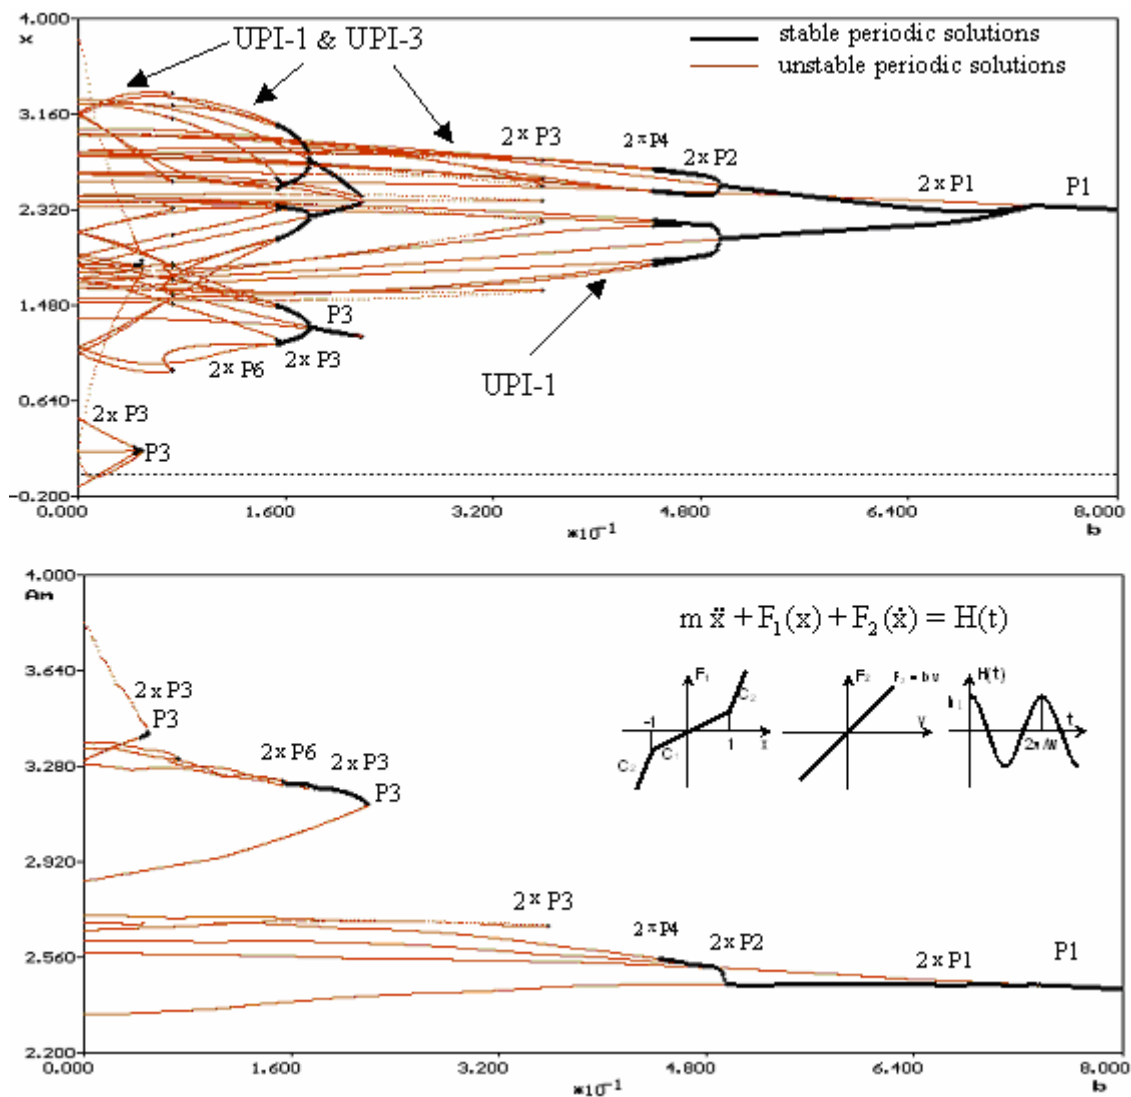 4.000
x
UPI-1 & UPI-3
stable periodic solutions
unstable periodic solutions
3.160
2 x P3
2 x P4
2 x P2
2 x P1
P1
2.320
1.480
P3
2 x P6
2 x P3
UPI-1
0.640
2 x P3
P3
-0.200
0.000
1.600
3.200
4.800
6.400
8.000
*10⁻¹
b
4.000
Am
m ẍ + F₁(x) + F₂(ẋ) = H(t)
3.640
2 x P3
P3
F₁
C₂
-1
1
x
C₁
C₂
F₂
F₂ = b v
V
H(t)
t
3.280
2 x P6
2 x P3
P3
2.920
2 x P3
2 x P4
2 x P2
2 x P1
P1
2.560
2.200
0.000
1.600
3.200
4.800
6.400
8.000
*10⁻¹
b